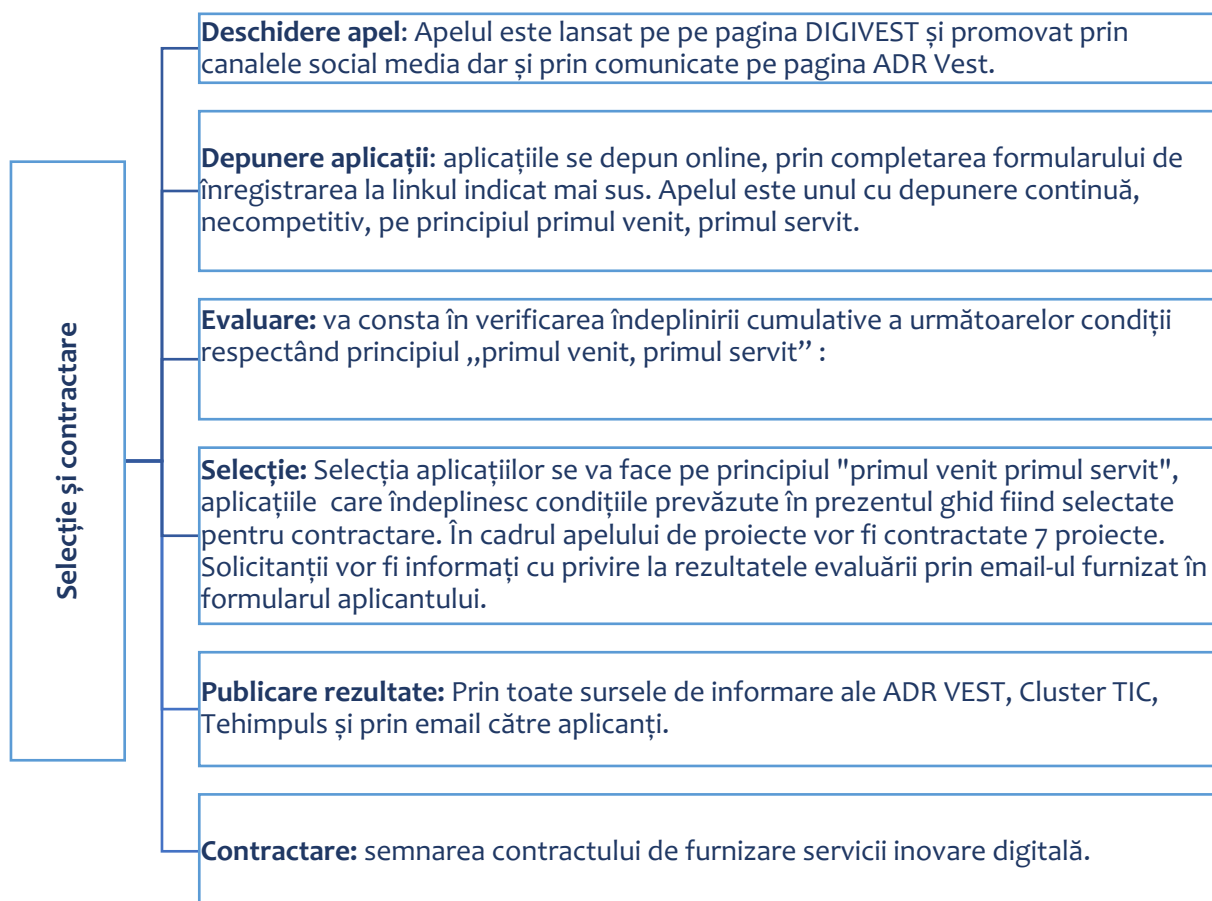 Selecție și contractare
Deschidere apel: Apelul este lansat pe pe pagina DIGIVEST și promovat prin
canalele social media dar și prin comunicate pe pagina ADR Vest.
Depunere aplicații: aplicațiile se depun online, prin completarea formularului de
înregistrarea la linkul indicat mai sus. Apelul este unul cu depunere continuă,
necompetitiv, pe principiul primul venit, primul servit.
Evaluare: va consta în verificarea îndeplinirii cumulative a următoarelor condiții
respectând principiul ,,primul venit, primul servit’’ :
Selecție: Selecția aplicațiilor se va face pe principiul "primul venit primul servit",
aplicațiile care îndeplinesc condițiile prevăzute în prezentul ghid fiind selectate
pentru contractare. În cadrul apelului de proiecte vor fi contractate 7 proiecte.
Solicitanții vor fi informați cu privire la rezultatele evaluării prin email-ul furnizat în
formularul aplicantului.
Publicare rezultate: Prin toate sursele de informare ale ADR VEST, Cluster TIC,
Tehimpuls și prin email către aplicanți.
Contractare: semnarea contractului de furnizare servicii inovare digitală.